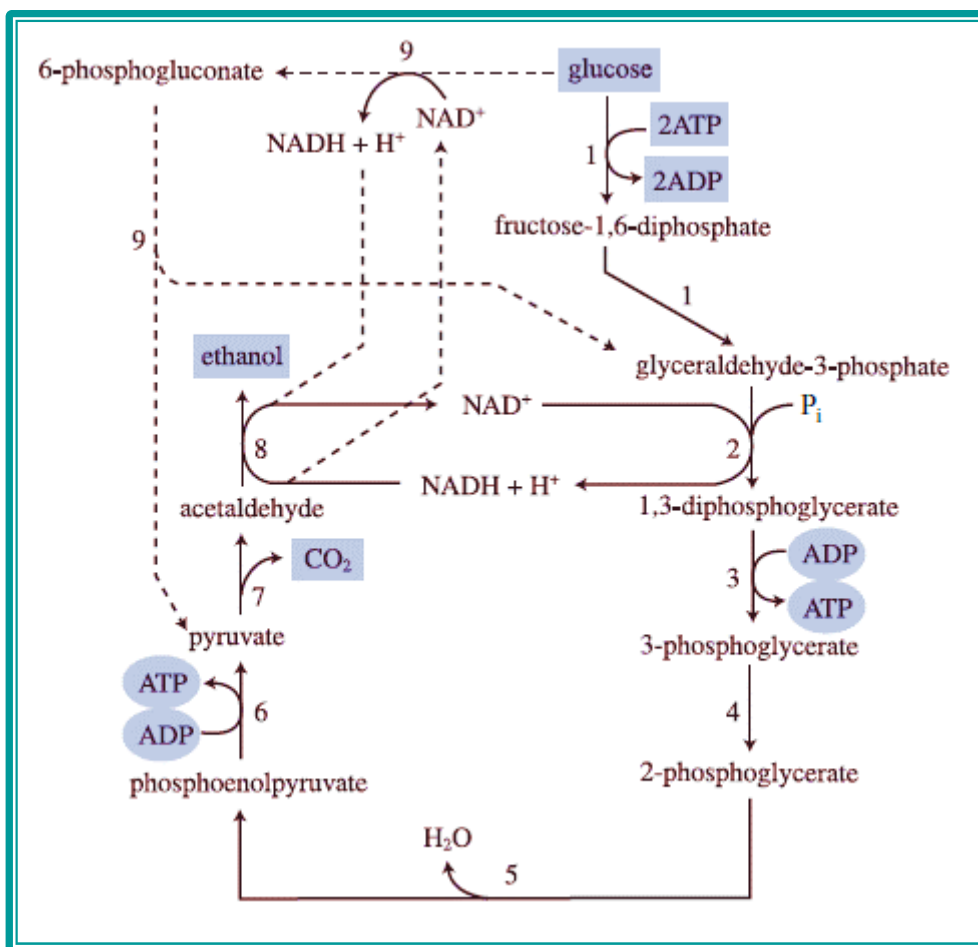 9
6-phosphogluconate
glucose
NAD⁺
NADH + H⁺
2ATP
1
2ADP
fructose-1,6-diphosphate
9
1
ethanol
glyceraldehyde-3-phosphate
NAD⁺
Pᵢ
8
2
NADH + H⁺
acetaldehyde
1,3-diphosphoglycerate
CO₂
ADP
7
3
ATP
pyruvate
3-phosphoglycerate
ATP
6
4
ADP
phosphoenolpyruvate
2-phosphoglycerate
H₂O
5